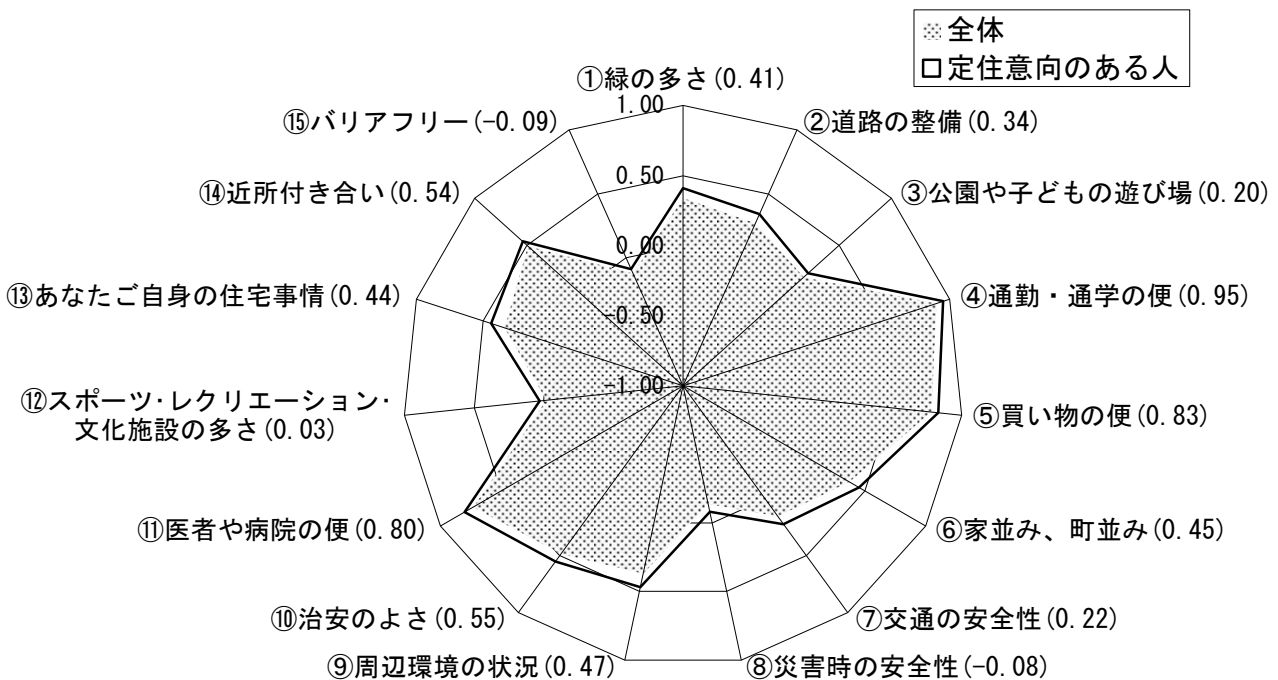 全体
定住意向のある人
①緑の多さ(0.41)
②道路の整備(0.34)
③公園や子どもの遊び場(0.20)
④通勤・通学の便(0.95)
⑤買い物の便(0.83)
⑥家並み、町並み(0.45)
⑦交通の安全性(0.22)
⑧災害時の安全性(-0.08)
⑨周辺環境の状況(0.47)
⑩治安のよさ(0.55)
⑪医者や病院の便(0.80)
⑫スポーツ･レクリエーション･
文化施設の多さ(0.03)
⑬あなたご自身の住宅事情(0.44)
⑭近所付き合い(0.54)
⑮バリアフリー(-0.09)
1.00
0.50
0.00
-0.50
-1.00